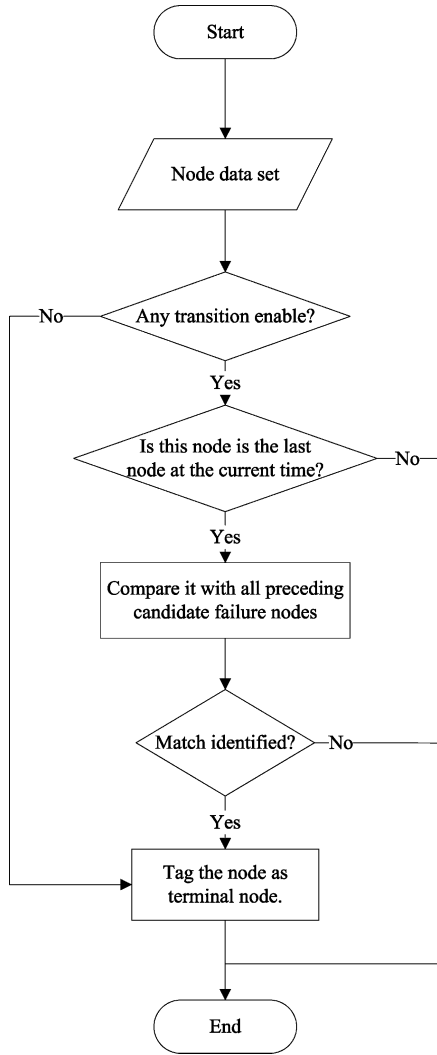 Start
Node data set
Any transition enable?
No
Yes
Is this node is the last
node at the current time?
No
Yes
Compare it with all preceding
candidate failure nodes
Match identified?
No
Yes
Tag the node as
terminal node.
End